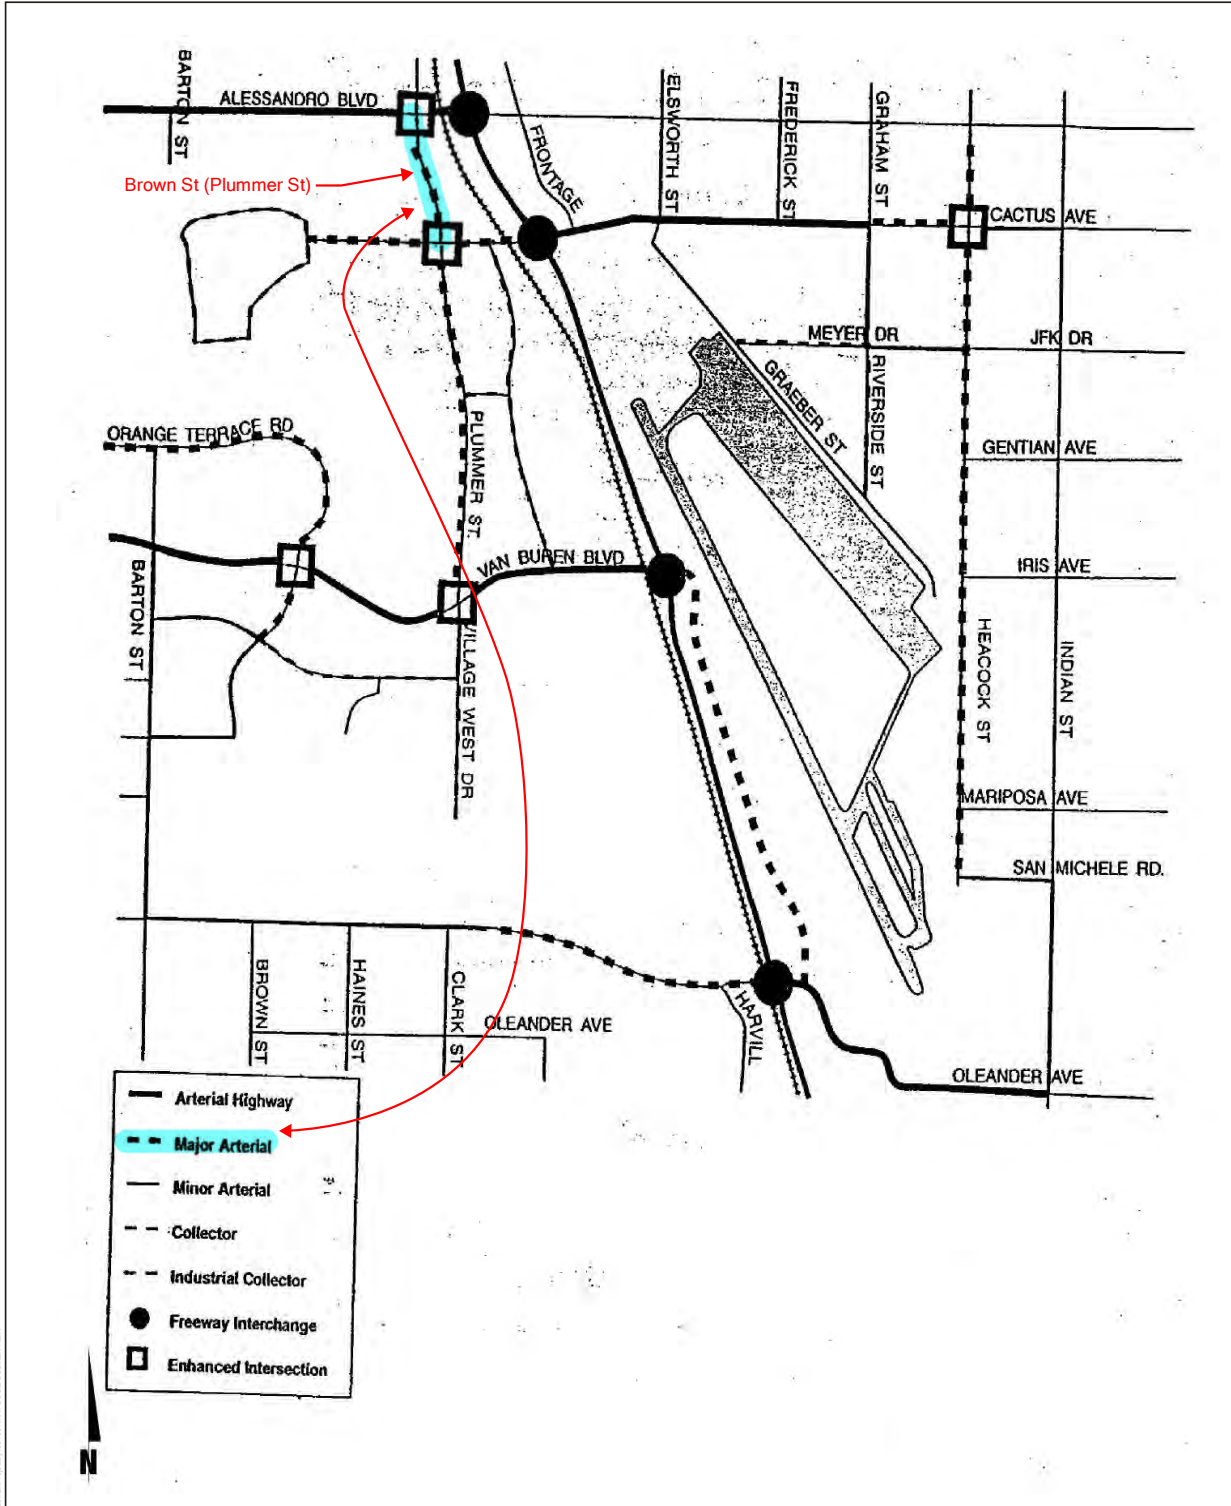 BARTON ST
ALESSANDRO BLVD
FRONTAGE
ELSWORTH ST
FREDERICK ST
GRAHAM ST
Brown St (Plummer St)
CACTUS AVE
MEYER DR
JFK DR
RIVERSIDE ST
GRAEBER ST
ORANGE TERRACE RD
PLUMMER ST.
GENTIAN AVE
VAN BUREN BLVD
IRIS AVE
BARTON ST
VILLAGE WEST DR
HEACOCK ST
INDIAN ST
MARIPOSA AVE
SAN MICHELE RD.
BROWN ST
HAINES ST
CLARK ST
OLEANDER AVE
HARVILL
OLEANDER AVE
Arterial Highway
Major Arterial
Minor Arterial
Collector
Industrial Collector
Freeway Interchange
Enhanced Intersection
N